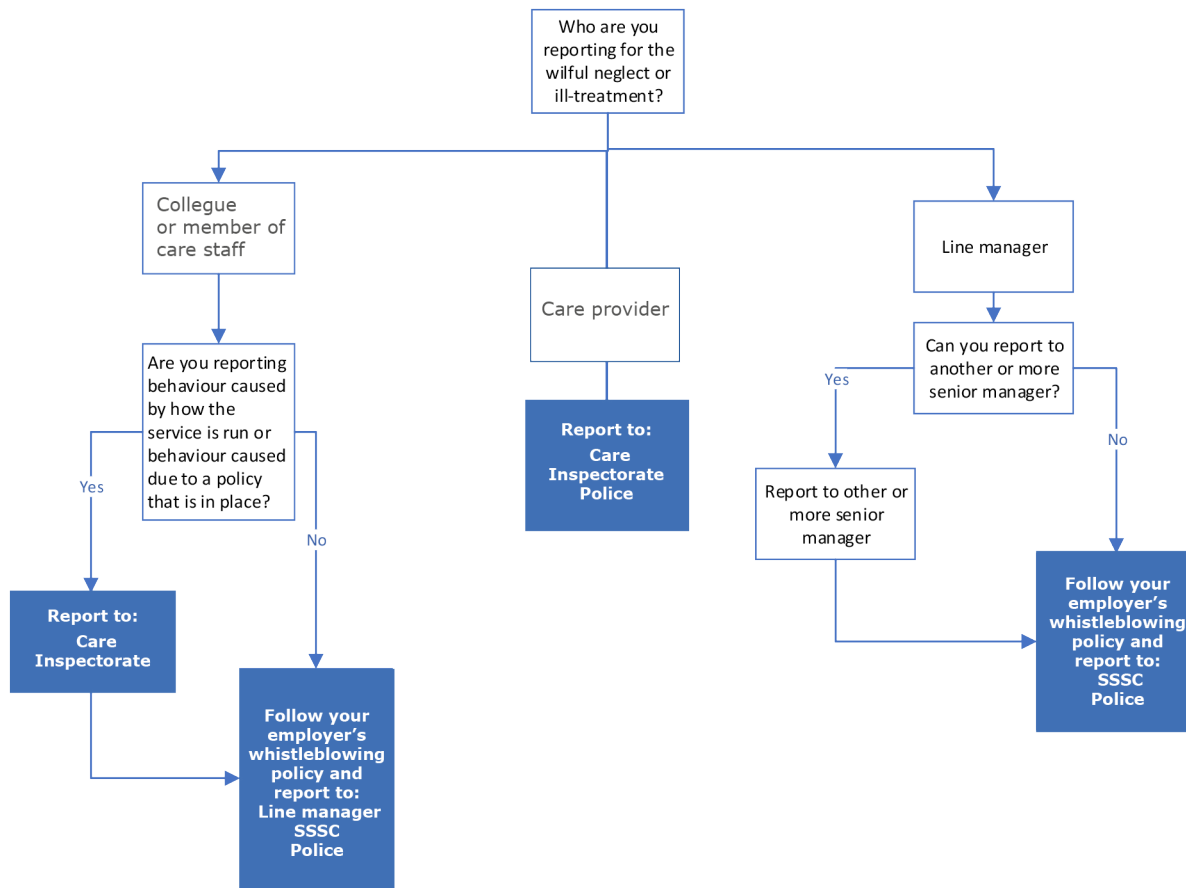 Who are you
reporting for the
wilful neglect or
ill-treatment?
Collegue
or member of
care staff
Are you reporting
behaviour caused
by how the
service is run or
behaviour caused
due to a policy
that is in place?
Yes
No
Report to:
Care
Inspectorate
Follow your
employer’s
whistleblowing
policy and
report to:
Line manager
SSSC
Police
Care provider
Report to:
Care
Inspectorate
Police
Line manager
Can you report to
another or more
senior manager?
Yes
No
Report to other or
more senior
manager
Follow your
employer’s
whistleblowing
policy and
report to:
SSSC
Police